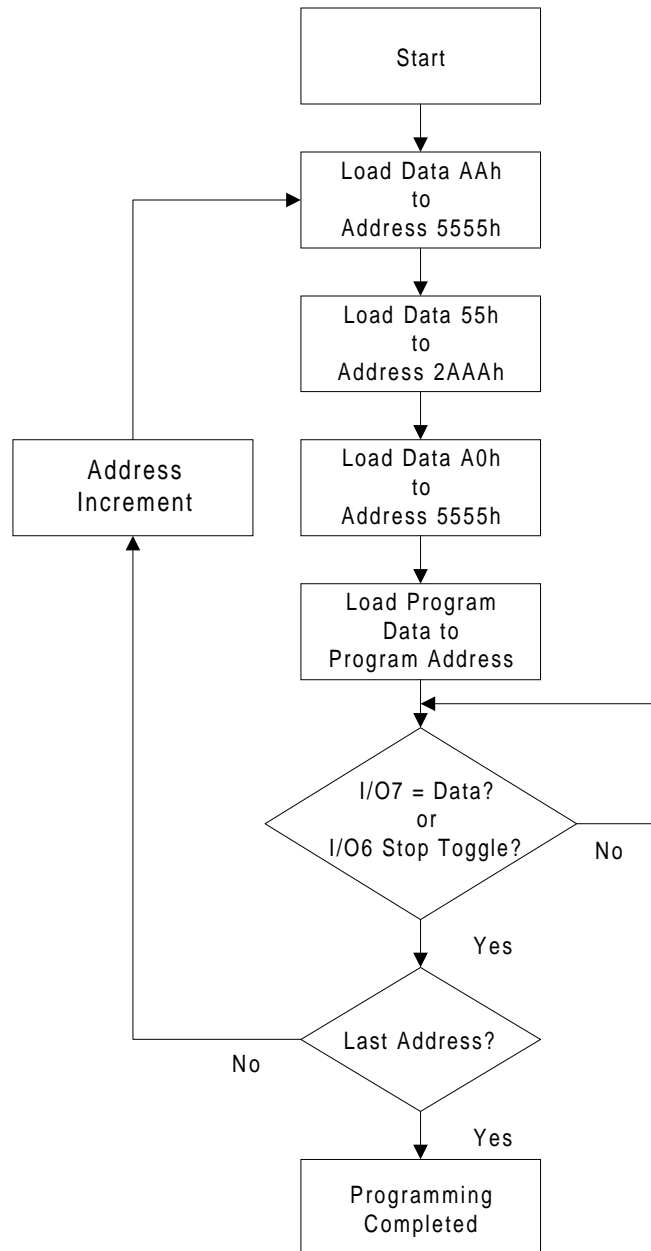 Start
Load Data AAh
to
Address 5555h
Load Data 55h
to
Address 2AAAh
Address
Increment
Load Data A0h
to
Address 5555h
Load Program
Data to
Program Address
I/O7 = Data?
or
I/O6 Stop Toggle?
No
Yes
Last Address?
No
Yes
Programming
Completed